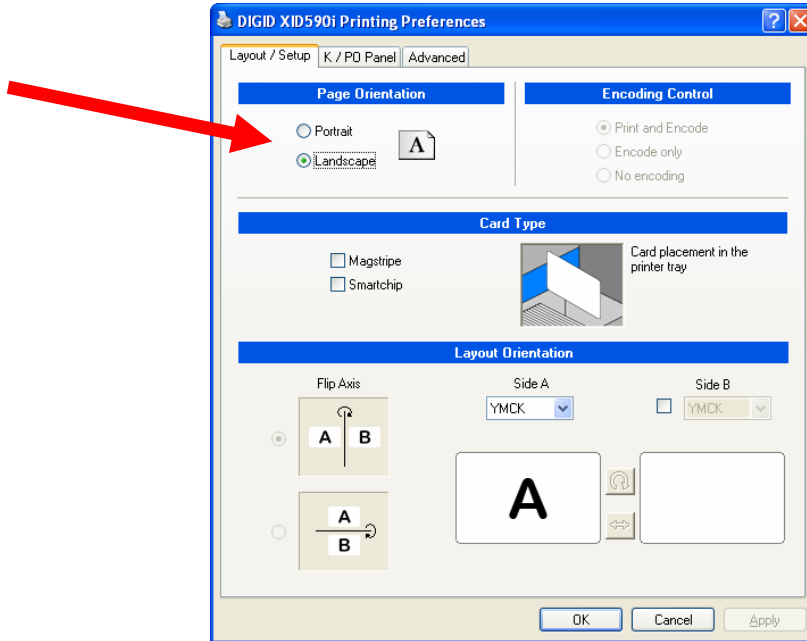 DIGID XID590i Printing Preferences
Layout / Setup K / PO Panel Advanced
Page Orientation
Portrait
Landscape
A
Encoding Control
Print and Encode
Encode only
No encoding
Card Type
Magstripe
Smartchip
Card placement in the
printer tray
Layout Orientation
Flip Axis
A B
A
B
Side A
YMCK
Side B
YMCK
A
OK Cancel Apply